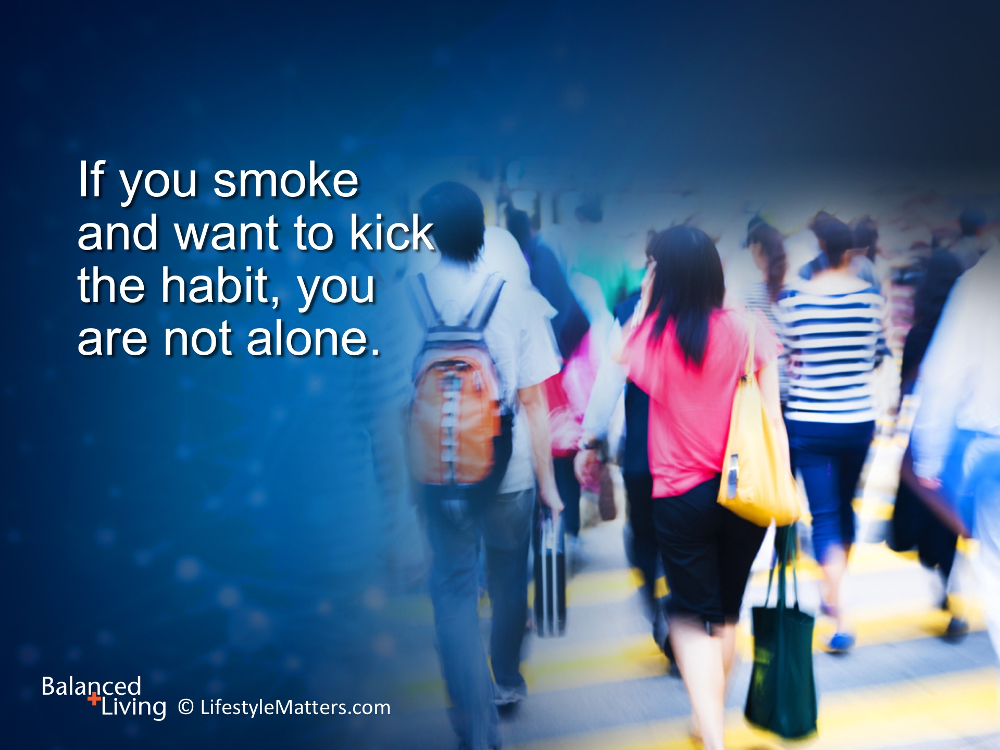 If you smoke
and want to kick
the habit, you
are not alone.
Balanced
Living © LifestyleMatters.com